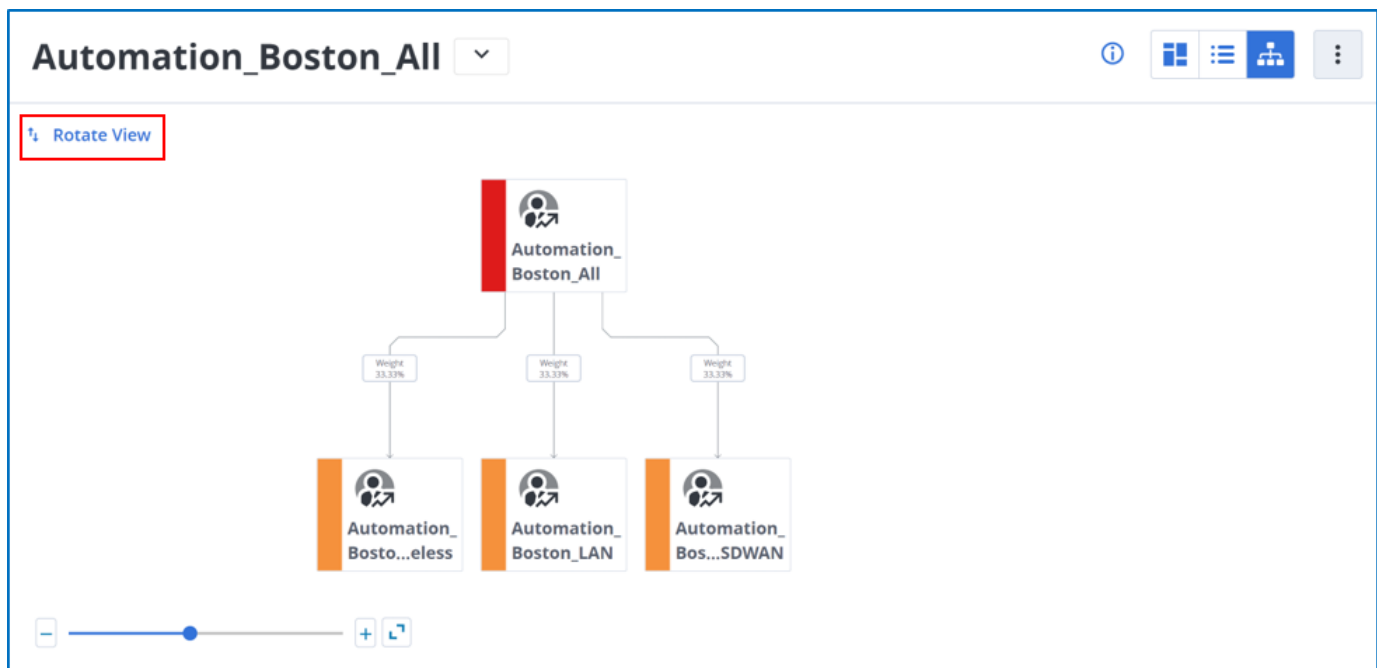 Automation_Boston_All
Rotate View
Automation_
Boston_All
Weight
33.33%
Weight
33.33%
Weight
33.33%
Automation_
Bosto...eless
Automation_
Boston_LAN
Automation_
Bos...SDWAN